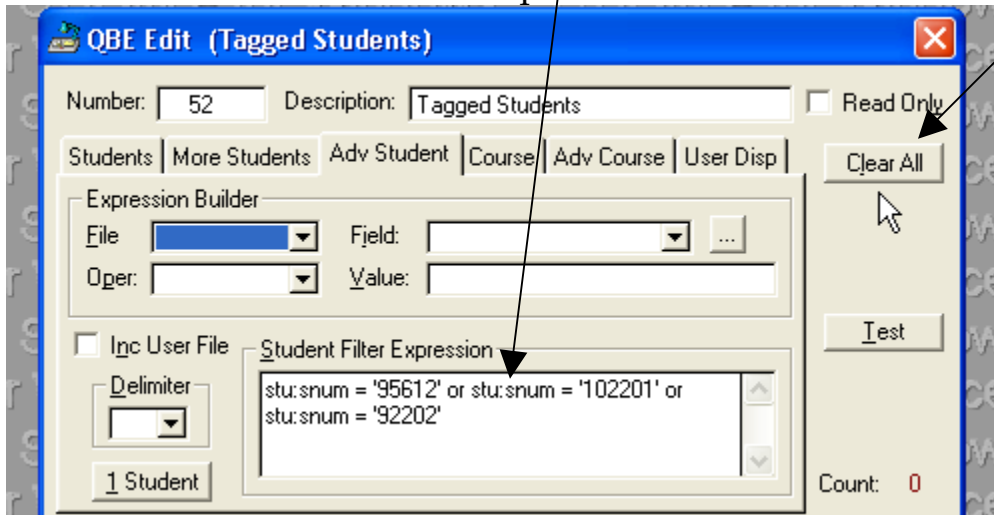 QBE Edit (Tagged Students)
Number: 52 Description: Tagged Students Read Only
Students More Students Adv Student Course Adv Course User Disp Clear All
Expression Builder
File Field: ...
Oper: Value:
Inc User File Student Filter Expression Test
Delimiter
stu:snum = '95612' or stu:snum = '102201' or
stu:snum = '92202'
1 Student
Count: 0